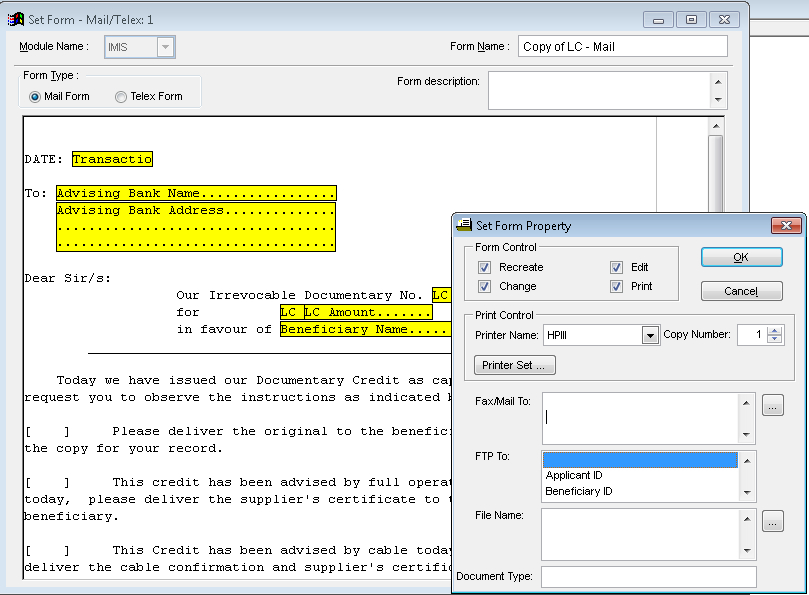 Set Form - Mail/Telex: 1
Module Name : IMIS Form Name : Copy of LC - Mail
Form Type :
Mail Form Telex Form
Form description:
DATE: Transactio
To: Advising Bank Name.................
Advising Bank Address..............
...................................
...................................
Dear Sir/s:
Our Irrevocable Documentary No. LC
for LC LC Amount.......
in favour of Beneficiary Name.....
Today we have issued our Documentary Credit as
request you to observe the instructions as indicated
[    ] Please deliver the original to the
the copy for your record.
[    ] This credit has been advised by full
today, please deliver the supplier's certificate to
beneficiary.
[    ] This Credit has been advised by cable
deliver the cable confirmation and supplier's
Set Form Property
Form Control
Recreate Edit
Change Print
OK
Cancel
Print Control
Printer Name: HPIII Copy Number: 1
Printer Set ...
Fax/Mail To: ...
FTP To:
Applicant ID
Beneficiary ID
File Name: ...
Document Type: